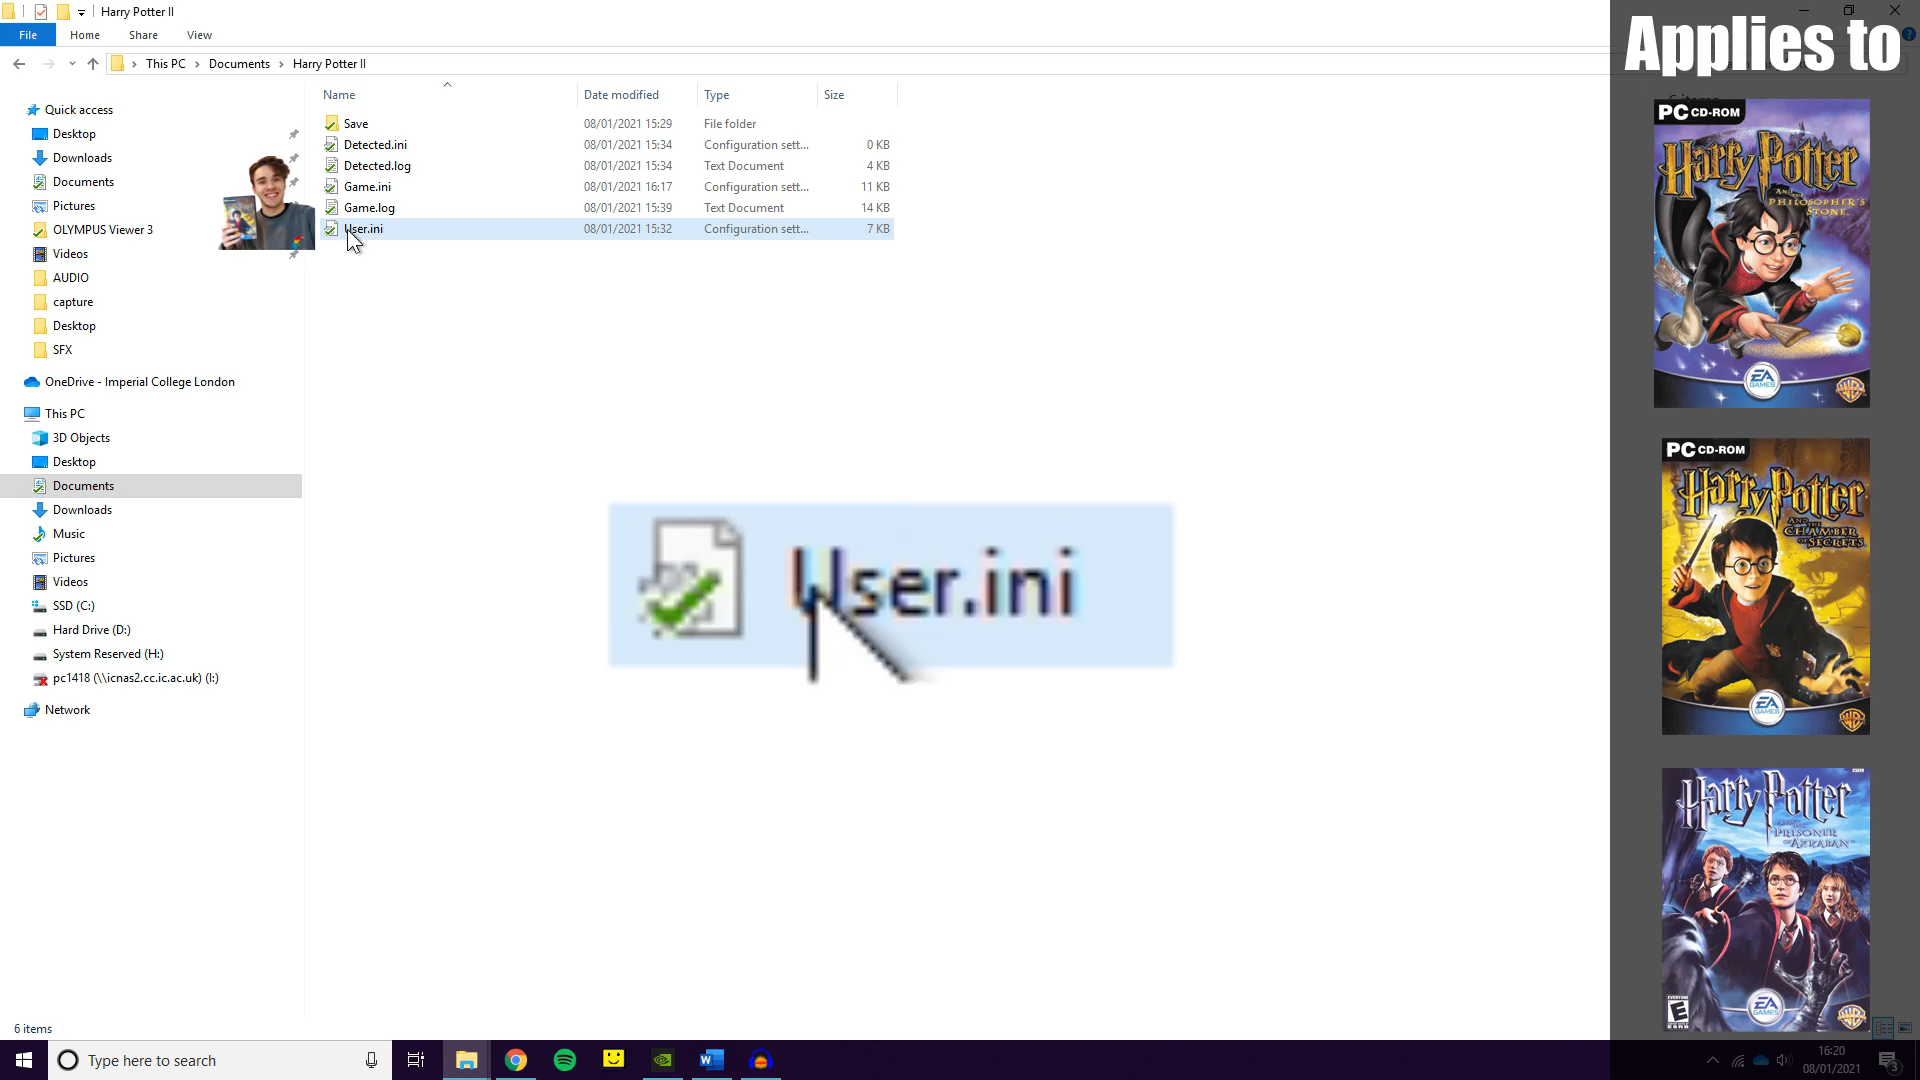 Harry Potter II
File Home Share View
This PC Documents Harry Potter II
Name Date modified Type Size
Quick access
Desktop
Downloads
Documents
Pictures
OLYMPUS Viewer 3
Videos
AUDIO
capture
Desktop
SFX
OneDrive - Imperial College London
This PC
3D Objects
Desktop
Documents
Downloads
Music
Pictures
Videos
SSD (C:)
Hard Drive (D:)
System Reserved (H:)
pc1418 (\\icnas2.cc.ic.ac.uk) (I:)
Network
Save 08/01/2021 15:29 File folder
Detected.ini 08/01/2021 15:34 Configuration sett... 0 KB
Detected.log 08/01/2021 15:34 Text Document 4 KB
Game.ini 08/01/2021 16:17 Configuration sett... 11 KB
Game.log 08/01/2021 15:39 Text Document 14 KB
User.ini 08/01/2021 15:32 Configuration sett... 7 KB
User.ini
Applies to
PC CD-ROM
Harry Potter
AND THE
PHILOSOPHER'S
STONE
EA
GAMES
WB
PC CD-ROM
Harry Potter
AND THE
CHAMBER
OF SECRETS
EA
GAMES
WB
Harry Potter
AND THE
PRISONER
OF AZKABAN
EVERYONE
E
ESRB
EA
GAMES
WB
6 items
Type here to search
16:20
08/01/2021
3